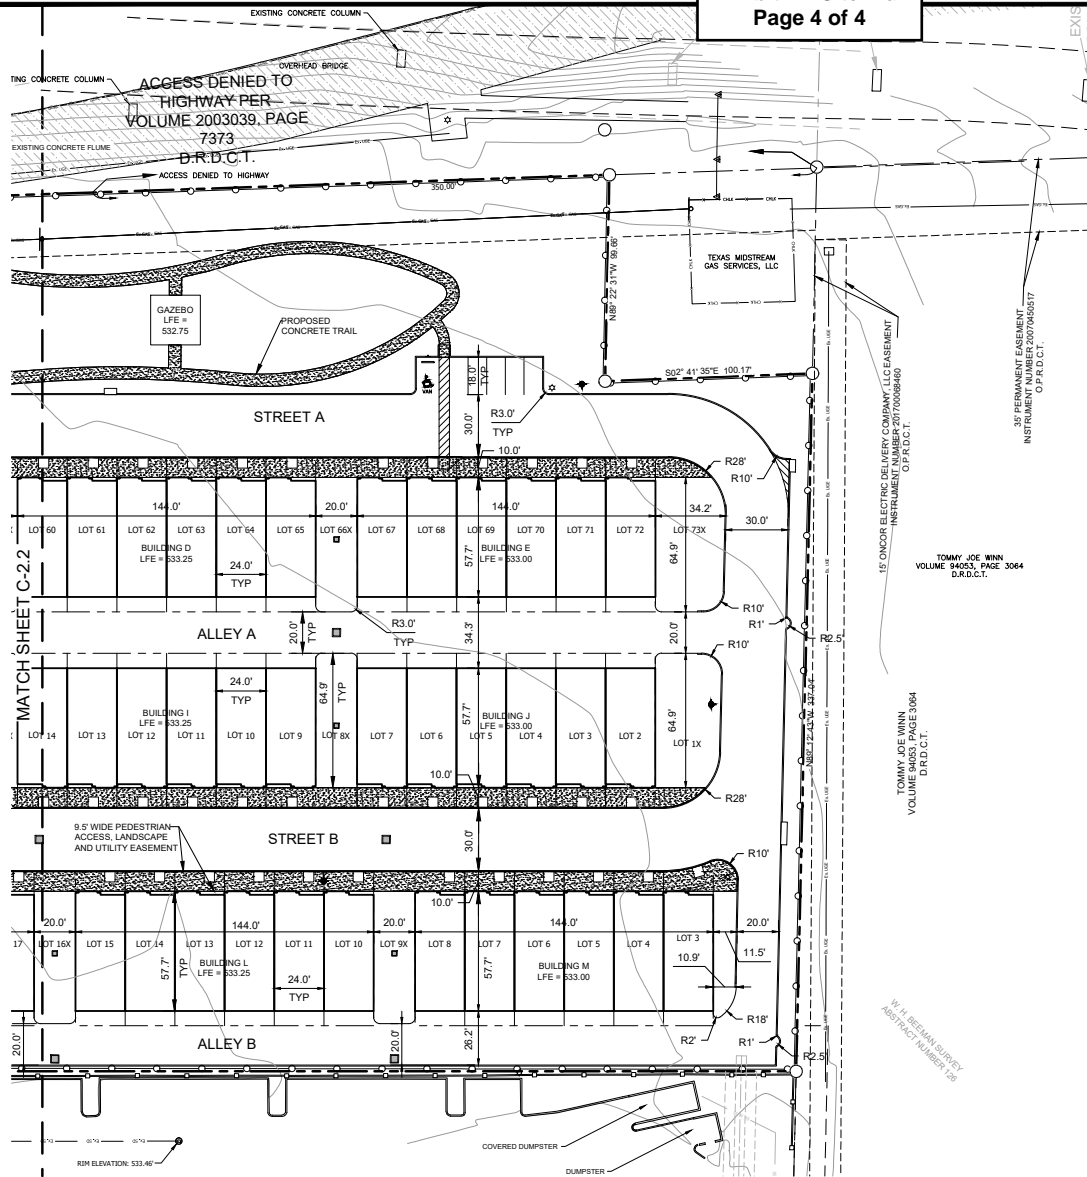 Page 4 of 4
EXISTING CONCRETE COLUMN
OVERHEAD BRIDGE
TING CONCRETE COLUMN
ACCESS DENIED TO
HIGHWAY PER
VOLUME 2003039, PAGE
7373
D.R.D.C.T.
EXISTING CONCRETE FLUME
ACCESS DENIED TO HIGHWAY
350.00'
TEXAS MIDSTREAM
GAS SERVICES, LLC
N89° 22' 31"W 99.66'
GAZEBO
LFE =
532.75
PROPOSED
CONCRETE TRAIL
VAN
18.0'
TYP
S02° 41' 35"E 100.17'
STREET A
30.0'
R3.0'
TYP
10.0'
R28'
R10'
35' PERMANENT EASEMENT
INSTRUMENT NUMBER 20070450517
O.P.R.D.C.T.
15' ONCOR ELECTRIC DELIVERY COMPANY, LLC EASEMENT
O.P.R.D.C.T.
144.0'
20.0'
144.0'
34.2'
30.0'
LOT 60
LOT 61
LOT 62
LOT 63
LOT 64
LOT 65
LOT 66X
LOT 67
LOT 68
LOT 69
LOT 70
LOT 71
LOT 72
LOT 73X
BUILDING D
LFE = 533.25
BUILDING E
LFE = 533.00
24.0'
TYP
57.7'
64.9'
TOMMY JOE WINN
VOLUME 94053, PAGE 3064
D.R.D.C.T.
MATCH SHEET C-2.2
ALLEY A
20.0'
TYP
R3.0'
TYP
34.3'
20.0'
R10'
R1'
R2.5'
R10'
24.0'
TYP
64.9'
TYP
57.7'
64.9'
BUILDING I
LFE = 533.25
BUILDING J
LFE = 533.00
LOT 14
LOT 13
LOT 12
LOT 11
LOT 10
LOT 9
LOT 8X
LOT 7
LOT 6
LOT 5
LOT 4
LOT 3
LOT 2
LOT 1X
TOMMY JOE WINN
VOLUME 94053, PAGE 3064
D.R.D.C.T.
10.0'
R28'
9.5' WIDE PEDESTRIAN
ACCESS, LANDSCAPE
AND UTILITY EASEMENT
STREET B
30.0'
R10'
10.0'
20.0'
144.0'
20.0'
144.0'
20.0'
17
LOT 16X
LOT 15
LOT 14
LOT 13
LOT 12
LOT 11
LOT 10
LOT 9X
LOT 8
LOT 7
LOT 6
LOT 5
LOT 4
LOT 3
11.5'
10.9'
BUILDING L
LFE = 533.25
BUILDING M
LFE = 533.00
57.7'
TYP
24.0'
TYP
57.7'
R18'
R2'
R1'
R2.5'
20.0'
ALLEY B
20.0'
26.2'
W. H. BEEMAN SURVEY
ABSTRACT NUMBER 126
COVERED DUMPSTER
DUMPSTER
RIM ELEVATION: 533.46'